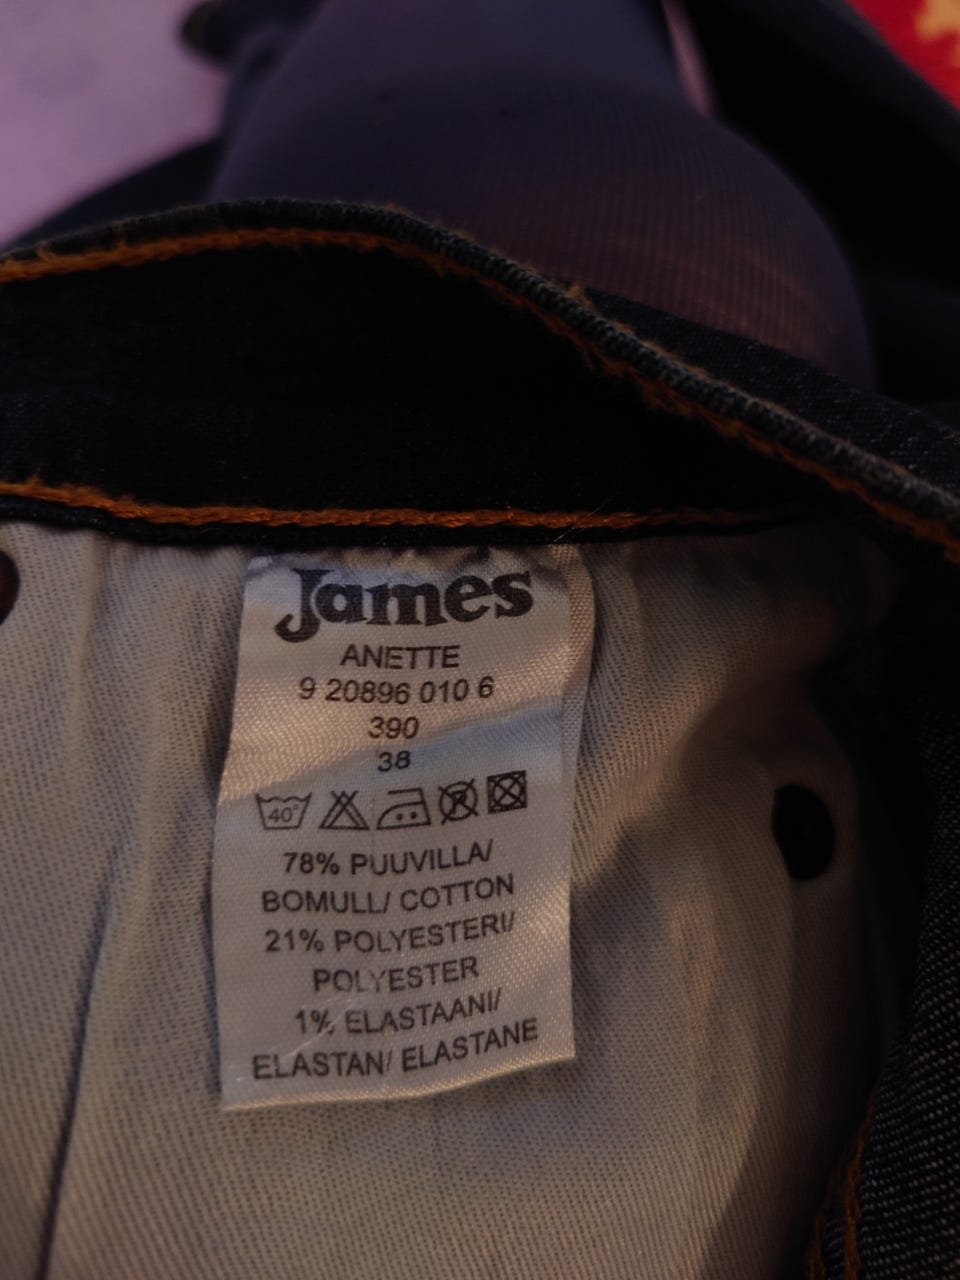 James
ANETTE
9 20896 010 6
390
38
40°
78% PUUVILLA/
BOMULL/ COTTON
21% POLYESTERI/
POLYESTER
1% ELASTAANI/
ELASTAN/ ELASTANE